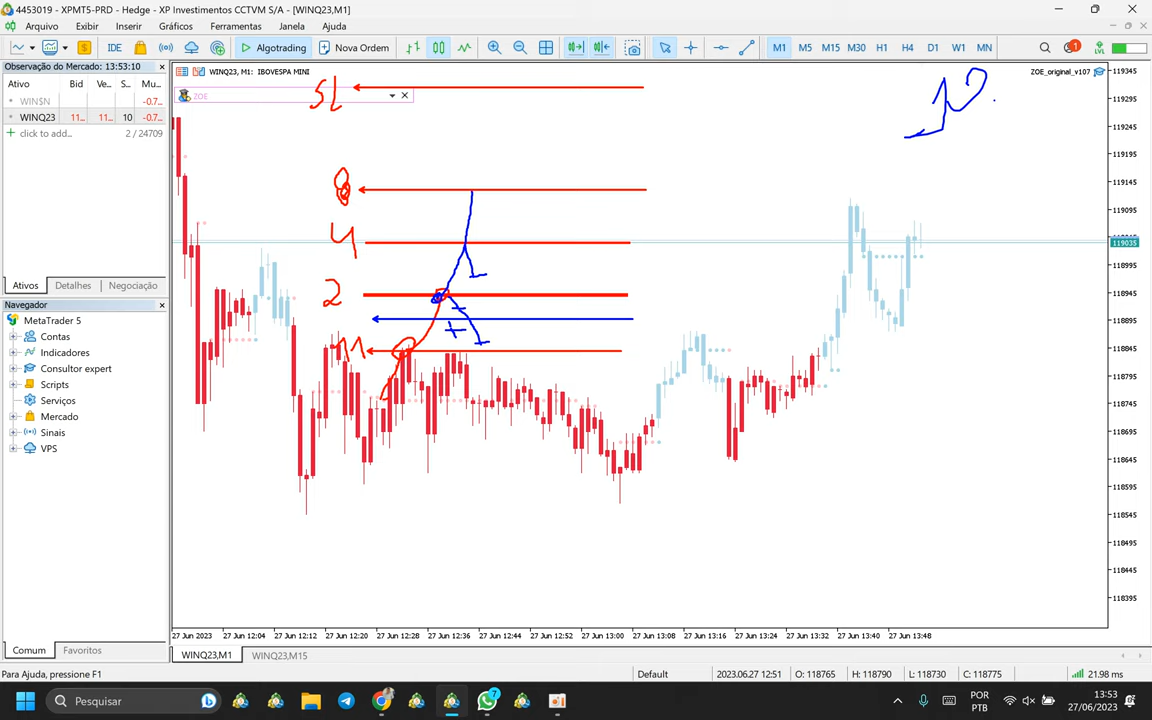 4453019 - XPMT5-PRD - Hedge - XP Investimentos CCTVM S/A - [WINQ23,M1]
Arquivo Exibir Inserir Gráficos Ferramentas Janela Ajuda
IDE Algotrading Nova Ordem M1 M5 M15 M30 H1 H4 D1 W1 MN 1 LVL
Observação do Mercado: 13:53:10
Ativo Bid Ve... S... Mu...
WIN$N -0.7...
WINQ23 11... 11... 10 -0.7...
click to add... 2 / 24709
Ativos Detalhes Negociação
Navegador
MetaTrader 5
Contas
Indicadores
Consultor expert
Scripts
Serviços
Mercado
Sinais
VPS
Comum Favoritos
WINQ23, M1: IBOVESPA MINI
ZOE_original_v107
ZOE
SL
8
4
2
119345
119295
119245
119195
119145
119095
119035
118995
118945
118895
118845
118795
118745
118695
118645
118595
118545
118495
118445
118395
27 Jun 2023 27 Jun 12:04 27 Jun 12:12 27 Jun 12:20 27 Jun 12:28 27 Jun 12:36 27 Jun 12:44 27 Jun 12:52 27 Jun 13:00 27 Jun 13:08 27 Jun 13:16 27 Jun 13:24 27 Jun 13:32 27 Jun 13:40 27 Jun 13:48
WINQ23,M1 WINQ23,M15
Para Ajuda, pressione F1 Default 2023.06.27 12:51 O: 118765 H: 118790 L: 118730 C: 118775 21.98 ms
Pesquisar 7 POR 13:53
PTB 27/06/2023